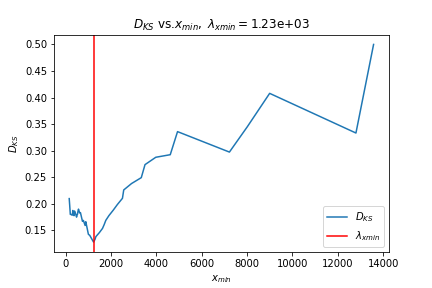 D_KS vs.x_min, λ_xmin = 1.23e+03
0.50
0.45
0.40
0.35
0.30
0.25
0.20
0.15
D_KS
0 2000 4000 6000 8000 10000 12000 14000
x_min
D_KS
λ_xmin